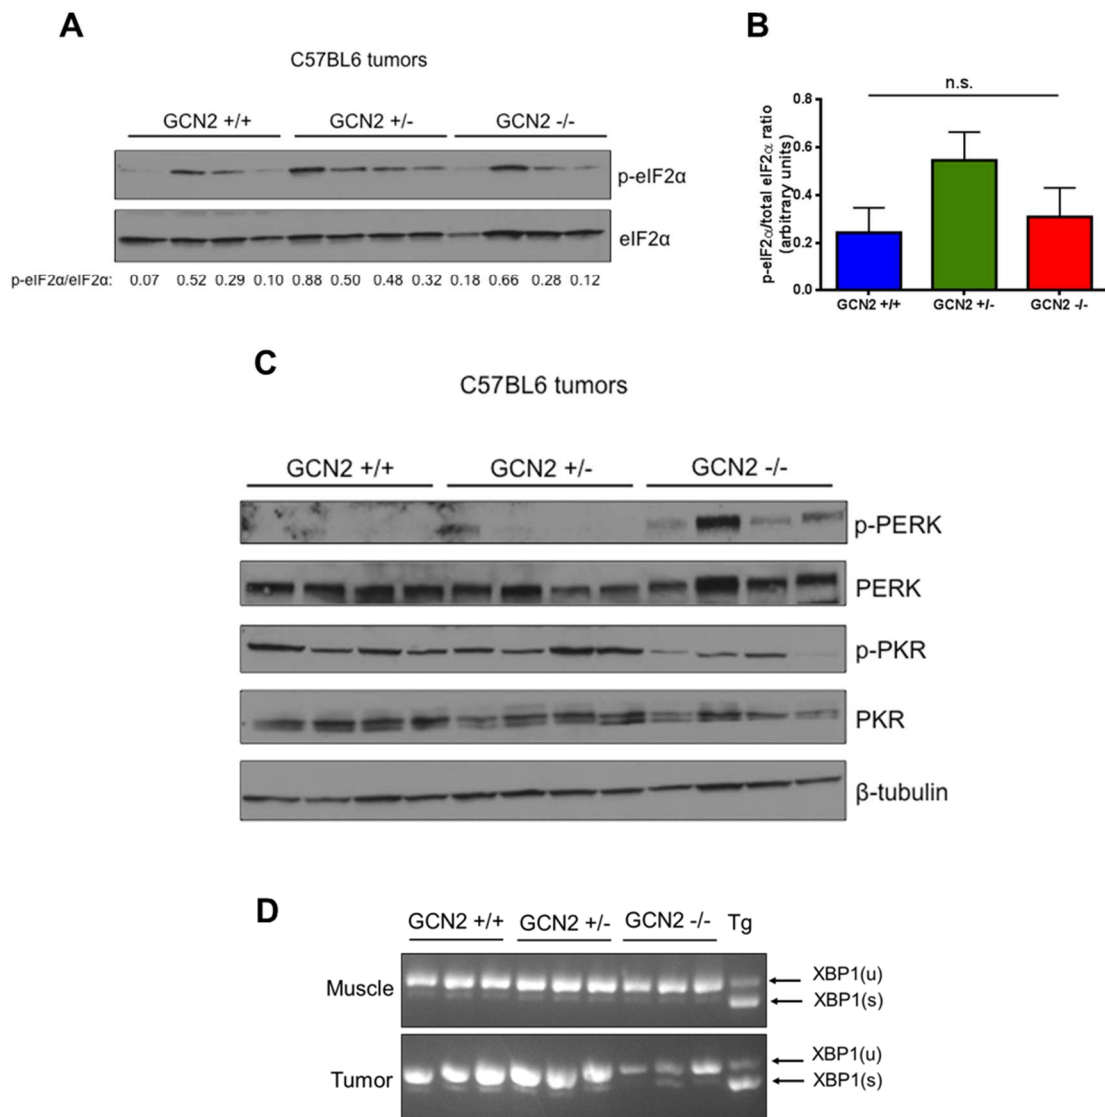 A
C57BL6 tumors
GCN2 +/+ GCN2 +/- GCN2 -/-
p-eIF2α
eIF2α
p-eIF2α/eIF2α: 0.07 0.52 0.29 0.10 0.88 0.50 0.48 0.32 0.18 0.66 0.28 0.12
B
n.s.
p-eIF2α/total eIF2α ratio
(arbitrary units)
0.8
0.6
0.4
0.2
0.0
GCN2 +/+ GCN2 +/- GCN2 -/-
C
C57BL6 tumors
GCN2 +/+ GCN2 +/- GCN2 -/-
p-PERK
PERK
p-PKR
PKR
β-tubulin
D
GCN2 +/+ GCN2 +/- GCN2 -/- Tg
Muscle
XBP1(u)
XBP1(s)
Tumor
XBP1(u)
XBP1(s)